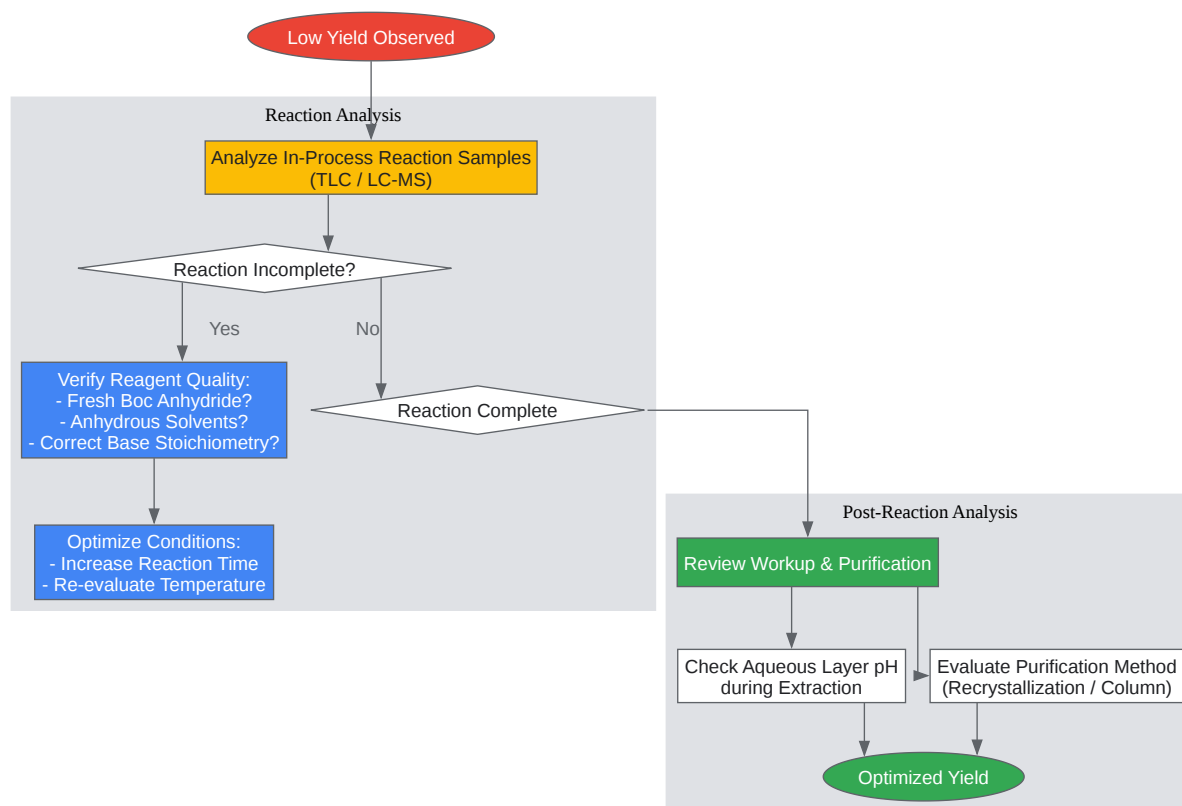 Low Yield Observed
Reaction Analysis
Analyze In-Process Reaction Samples
(TLC / LC-MS)
Reaction Incomplete?
Yes
No
Verify Reagent Quality:
- Fresh Boc Anhydride?
- Anhydrous Solvents?
- Correct Base Stoichiometry?
Reaction Complete
Optimize Conditions:
- Increase Reaction Time
- Re-evaluate Temperature
Post-Reaction Analysis
Review Workup & Purification
Check Aqueous Layer pH
during Extraction
Evaluate Purification Method
(Recrystallization / Column)
Optimized Yield